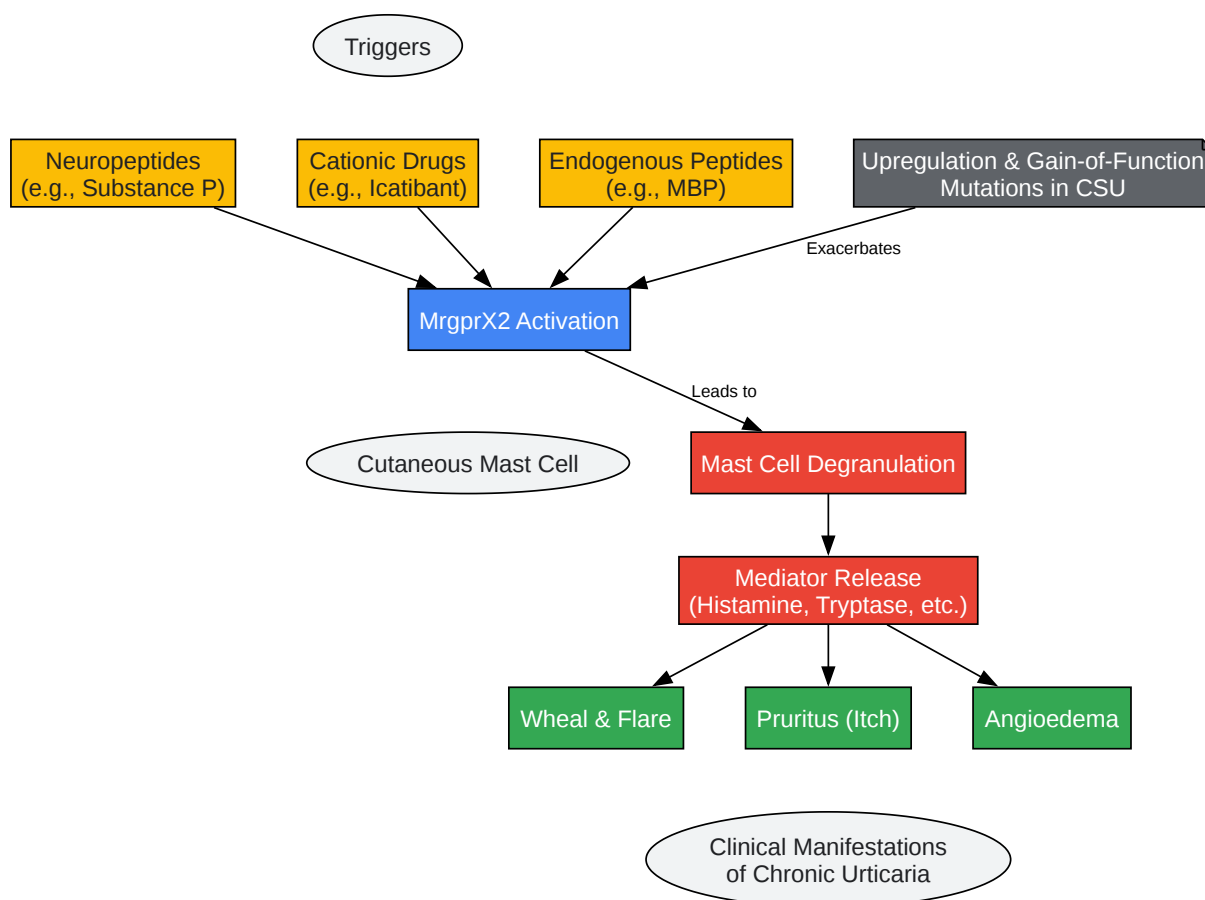 Triggers
Neuropeptides
(e.g., Substance P)
Cationic Drugs
(e.g., Icatibant)
Endogenous Peptides
(e.g., MBP)
Upregulation & Gain-of-Function
Mutations in CSU
Exacerbates
MrgprX2 Activation
Leads to
Cutaneous Mast Cell
Mast Cell Degranulation
Mediator Release
(Histamine, Tryptase, etc.)
Wheal & Flare
Pruritus (Itch)
Angioedema
Clinical Manifestations
of Chronic Urticaria